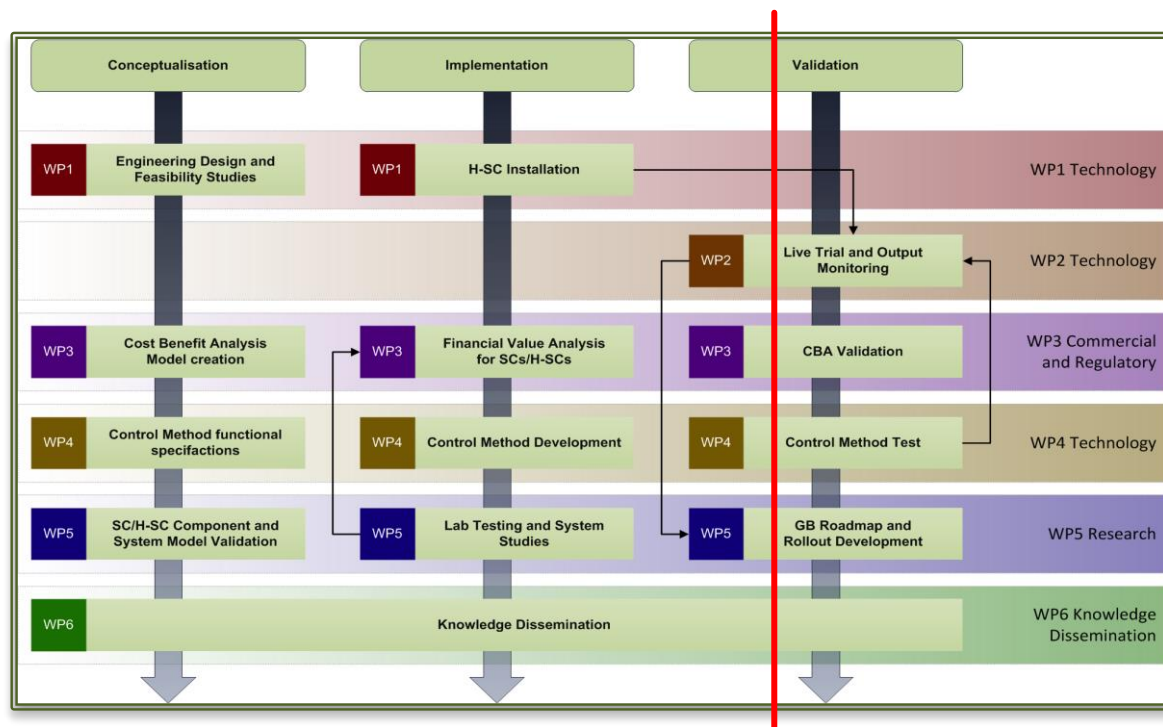 Conceptualisation
Implementation
Validation
WP1
Engineering Design and
Feasibility Studies
WP1
H-SC Installation
WP1 Technology
WP2
Live Trial and Output
Monitoring
WP2 Technology
WP3
Cost Benefit Analysis
Model creation
WP3
Financial Value Analysis
for SCs/H-SCs
WP3
CBA Validation
WP3 Commercial
and Regulatory
WP4
Control Method functional
specifactions
WP4
Control Method Development
WP4
Control Method Test
WP4 Technology
WP5
SC/H-SC Component and
System Model Validation
WP5
Lab Testing and System
Studies
WP5
GB Roadmap and
Rollout Development
WP5 Research
WP6
Knowledge Dissemination
WP6 Knowledge
Dissemination